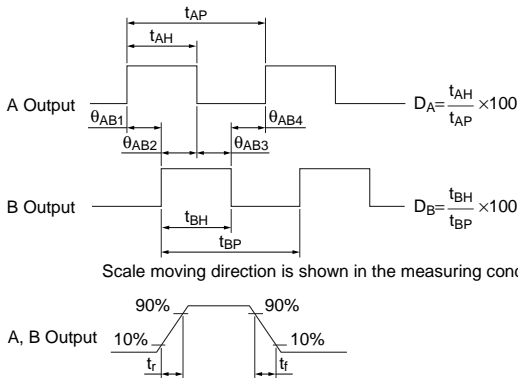 tAP
tAH
A Output
DA= tAH/tAP ×100
θAB1 θAB4
θAB2 θAB3
B Output
DB= tBH/tBP ×100
tBH
tBP
Scale moving direction is shown in the measuring cond
90% 90%
A, B Output
10% 10%
tr tf